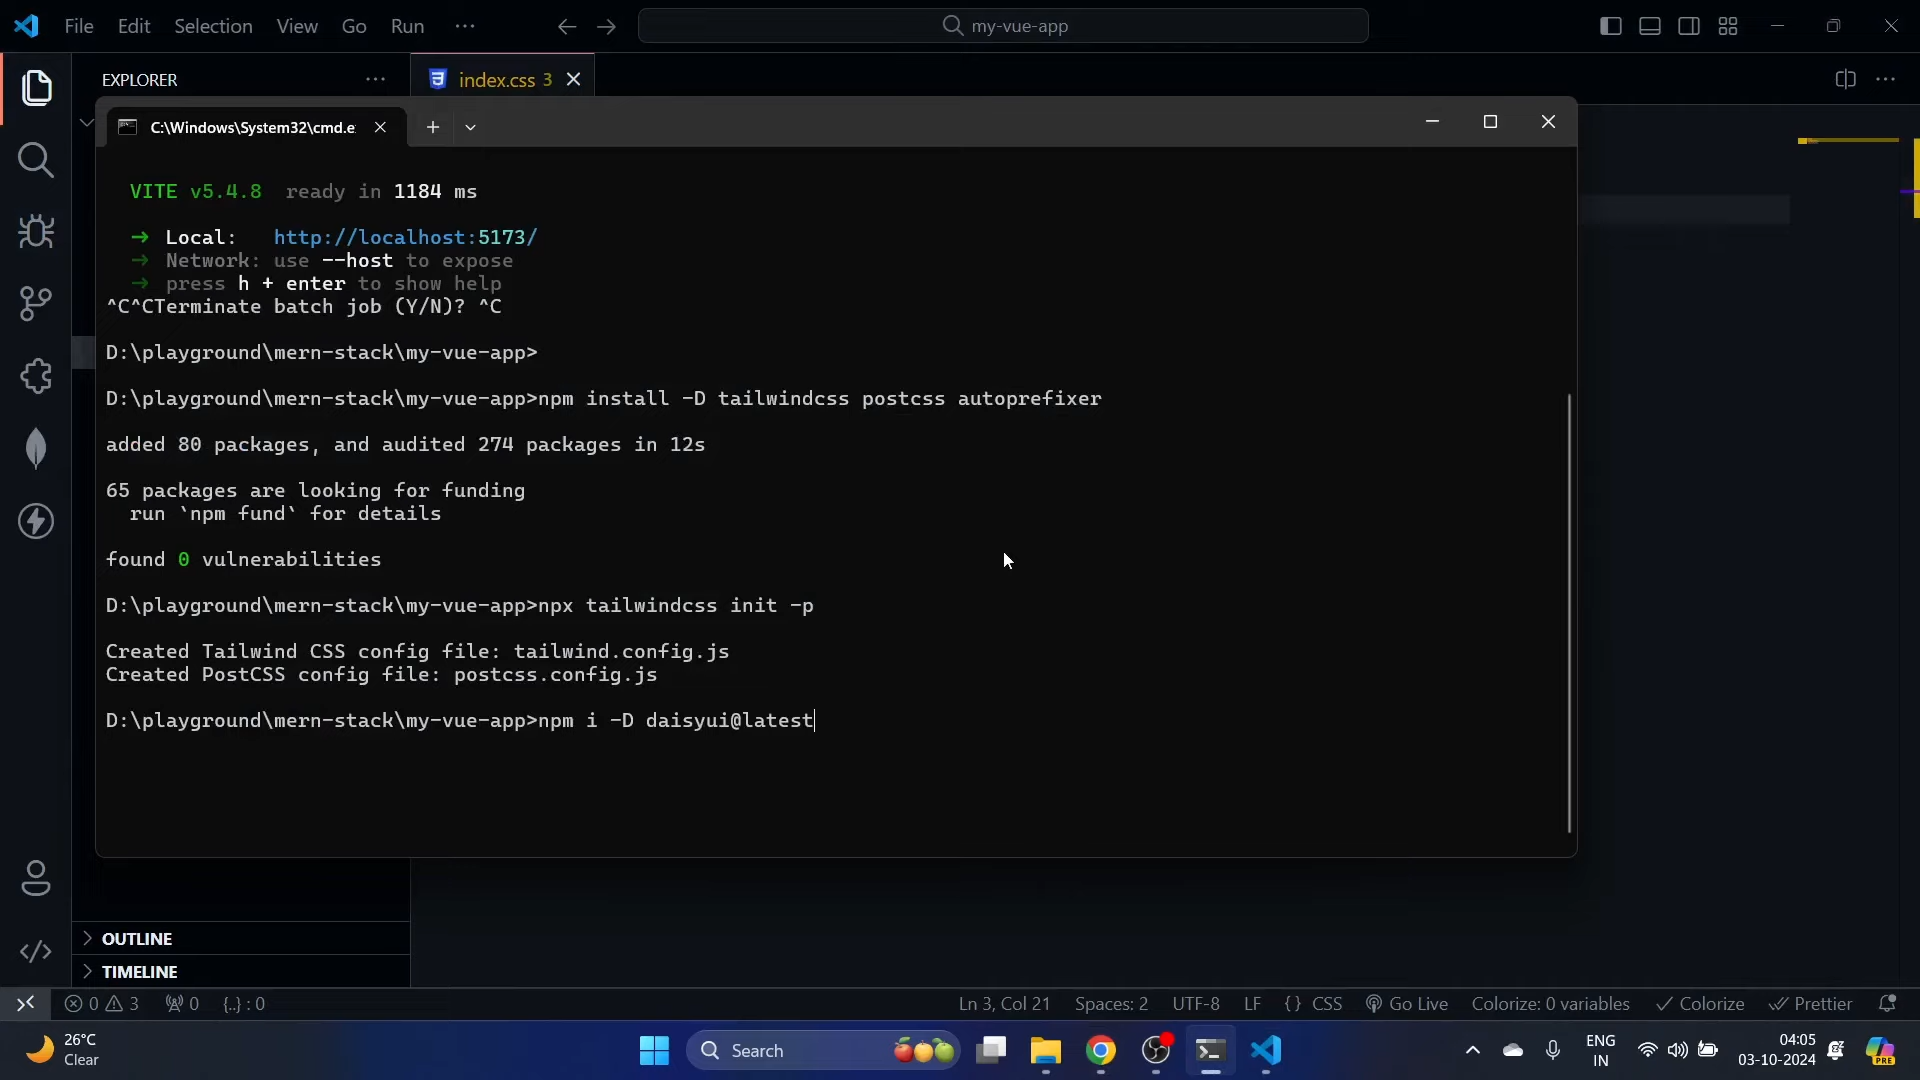 File Edit Selection View Go Run ···
my-vue-app
EXPLORER ···
index.css 3
C:\Windows\System32\cmd.e
VITE v5.4.8 ready in 1184 ms
➜ Local: http://localhost:5173/
➜ Network: use --host to expose
➜ press h + enter to show help
^C^CTerminate batch job (Y/N)? ^C
D:\playground\mern-stack\my-vue-app>
D:\playground\mern-stack\my-vue-app>npm install -D tailwindcss postcss autoprefixer
added 80 packages, and audited 274 packages in 12s
65 packages are looking for funding
run `npm fund` for details
found 0 vulnerabilities
D:\playground\mern-stack\my-vue-app>npx tailwindcss init -p
Created Tailwind CSS config file: tailwind.config.js
Created PostCSS config file: postcss.config.js
D:\playground\mern-stack\my-vue-app>npm i -D daisyui@latest
OUTLINE
TIMELINE
0 3 0 {..} : 0 Ln 3, Col 21 Spaces: 2 UTF-8 LF {} CSS Go Live Colorize: 0 variables Colorize Prettier
26°C
Clear
Search
ENG
IN
04:05
03-10-2024
PRE